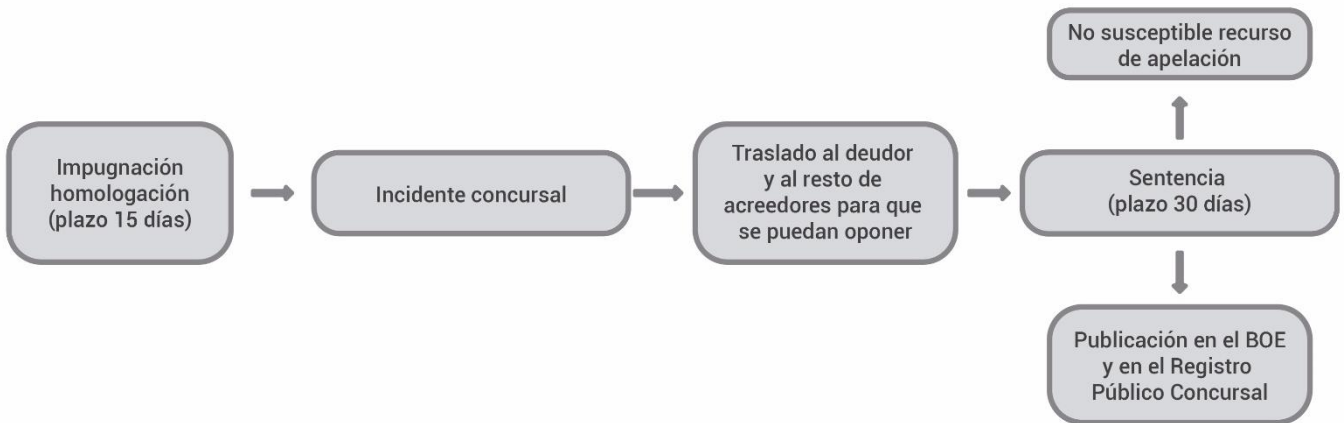 Impugnación
homologación
(plazo 15 días)
Incidente concursal
Traslado al deudor
y al resto de
acreedores para que
se puedan oponer
No susceptible recurso
de apelación
Sentencia
(plazo 30 días)
Publicación en el BOE
y en el Registro
Público Concursal